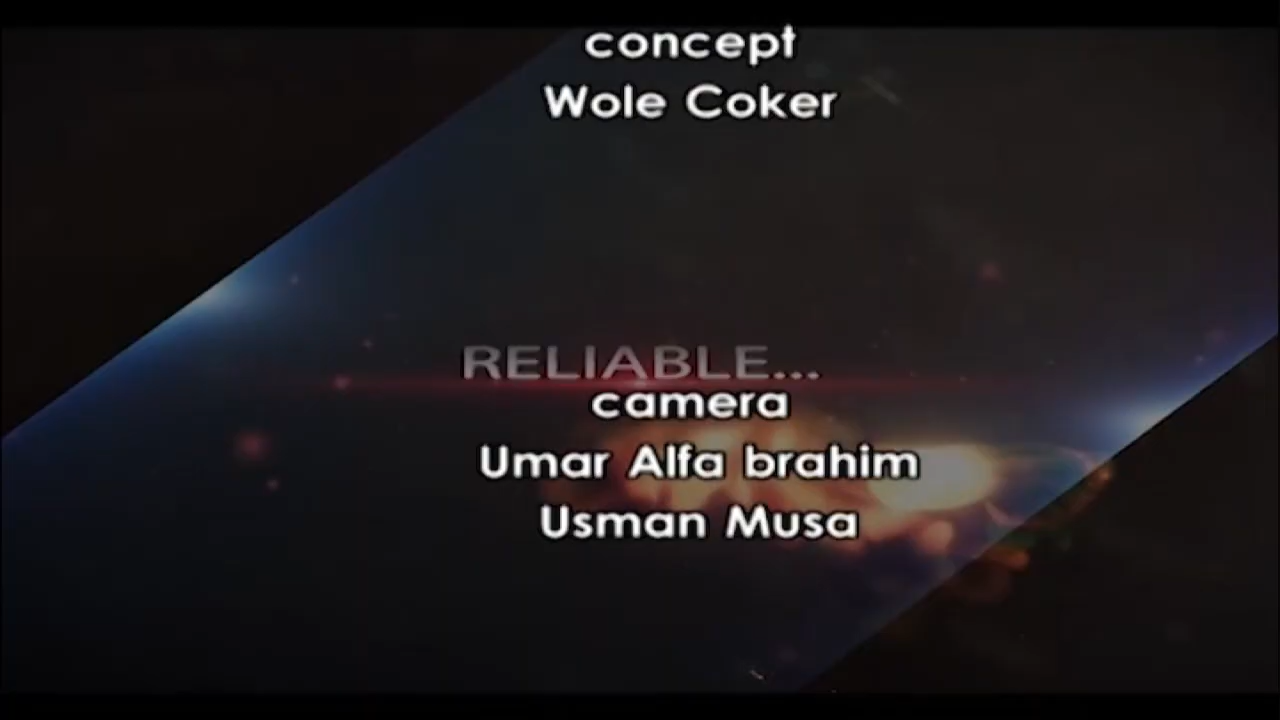 concept
Wole Coker
RELIABLE...
camera
Umar Alfa brahim
Usman Musa